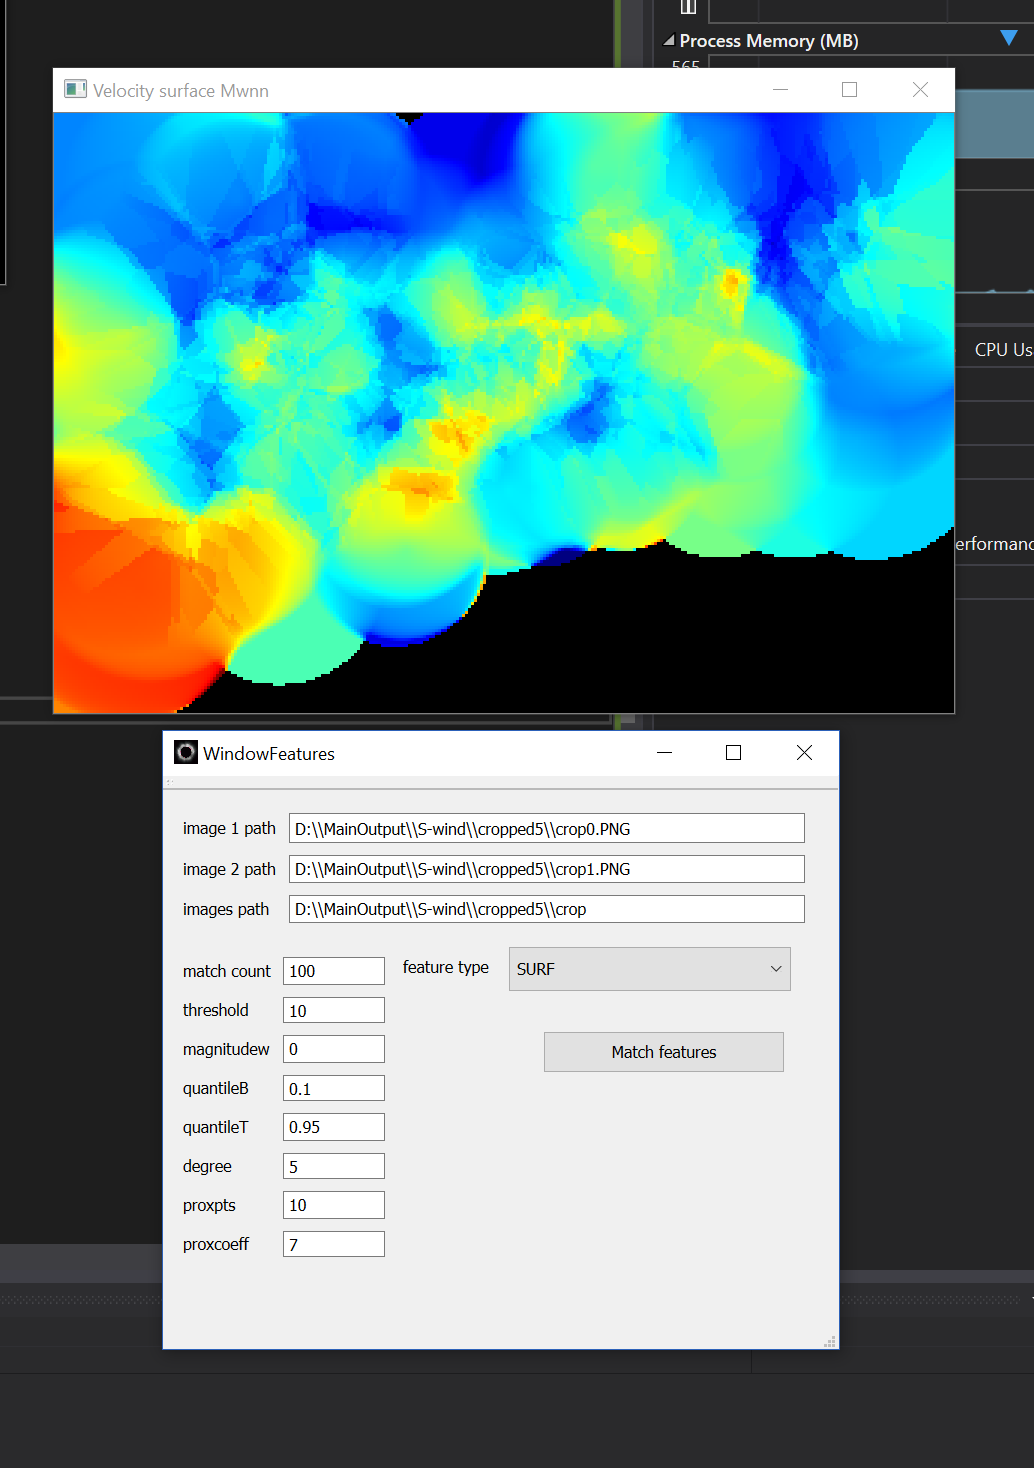 Process Memory (MB)
565
Velocity surface Mwnn
CPU Us
erformanc
WindowFeatures
image 1 path D:\\MainOutput\\S-wind\\cropped5\\crop0.PNG
image 2 path D:\\MainOutput\\S-wind\\cropped5\\crop1.PNG
images path D:\\MainOutput\\S-wind\\cropped5\\crop
match count 100 feature type SURF
threshold 10
magnitudew 0
Match features
quantileB 0.1
quantileT 0.95
degree 5
proxpts 10
proxcoeff 7